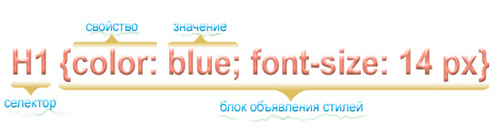 свойство значение
H1 {color: blue; font-size: 14 px}
селектор блок объявления стилей